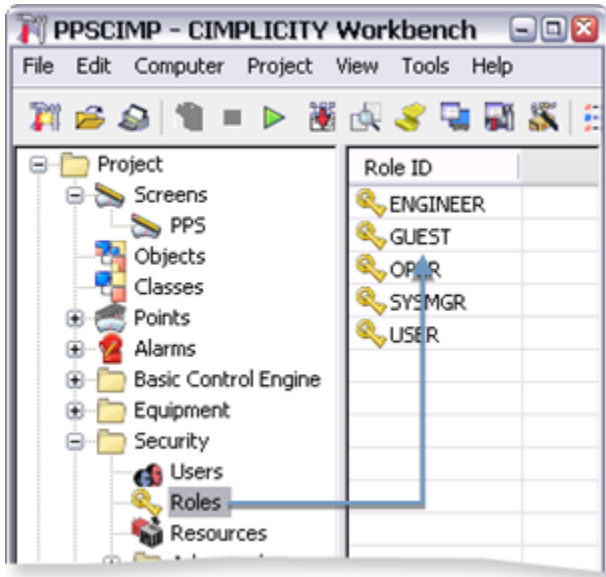 PPSCIMP - CIMPLICITY Workbench
File Edit Computer Project View Tools Help
Project
Screens
PPS
Objects
Classes
Points
Alarms
Basic Control Engine
Equipment
Security
Users
Roles
Resources
Role ID
ENGINEER
GUEST
OPER
SYSMGR
USER